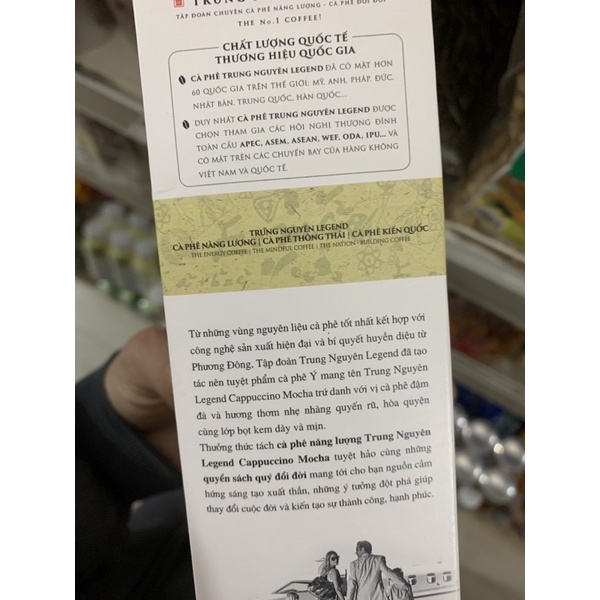 TẬP ĐOÀN CHUYÊN CÀ PHÊ NĂNG LƯỢNG - CÀ PHÊ ĐỔI ĐỜI
THE No.1 COFFEE!
CHẤT LƯỢNG QUỐC TẾ
THƯƠNG HIỆU QUỐC GIA
CÀ PHÊ TRUNG NGUYÊN LEGEND ĐÃ CÓ MẶT HƠN
60 QUỐC GIA TRÊN THẾ GIỚI: MỸ, ANH, PHÁP, ĐỨC,
NHẬT BẢN, TRUNG QUỐC, HÀN QUỐC...
DUY NHẤT CÀ PHÊ TRUNG NGUYÊN LEGEND ĐƯỢC
CHỌN THAM GIA CÁC HỘI NGHỊ THƯỢNG ĐỈNH
TOÀN CẦU APEC, ASEM, ASEAN, WEF, ODA, IPU... VÀ
CÓ MẶT TRÊN CÁC CHUYẾN BAY CỦA HÀNG KHÔNG
VIỆT NAM VÀ QUỐC TẾ.
TRUNG NGUYÊN LEGEND
CÀ PHÊ NĂNG LƯỢNG | CÀ PHÊ THÔNG THÁI | CÀ PHÊ KIẾN QUỐC
THE ENERGY COFFEE | THE MINDFUL COFFEE | THE NATION - BUILDING COFFEE
Từ những vùng nguyên liệu cà phê tốt nhất kết hợp với
công nghệ sản xuất hiện đại và bí quyết huyền diệu từ
Phương Đông, Tập đoàn Trung Nguyên Legend đã tạo
tác nên tuyệt phẩm cà phê Ý mang tên Trung Nguyên
Legend Cappuccino Mocha trứ danh với vị cà phê đậm
đà và hương thơm nhẹ nhàng quyến rũ, hòa quyện
cùng lớp bọt kem dày và mịn.
Thưởng thức tách cà phê năng lượng Trung Nguyên
Legend Cappuccino Mocha tuyệt hảo cùng những
quyển sách quý đổi đời mang tới cho bạn nguồn cảm
hứng sáng tạo xuất thần, những ý tưởng đột phá giúp
thay đổi cuộc đời và kiến tạo sự thành công, hạnh phúc.